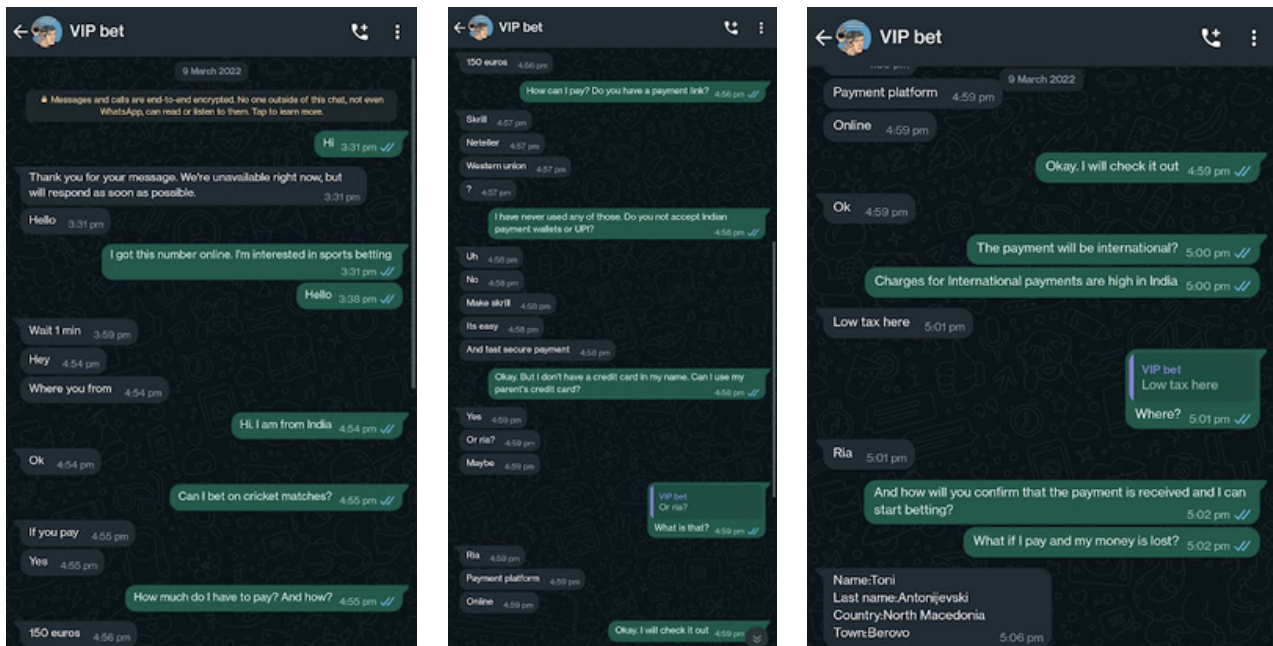 VIP bet
9 March 2022
Messages and calls are end-to-end encrypted. No one outside of this chat, not even
WhatsApp, can read or listen to them. Tap to learn more.
Hi 3:31 pm
Thank you for your message. We're unavailable right now, but
will respond as soon as possible.
3:31 pm
Hello 3:31 pm
I got this number online. I'm interested in sports betting
3:31 pm
Hello 3:38 pm
Wait 1 min 3:59 pm
Hey 4:54 pm
Where you from 4:54 pm
Hi. I am from India 4:54 pm
Ok 4:54 pm
Can I bet on cricket matches? 4:55 pm
If you pay 4:55 pm
Yes 4:55 pm
How much do I have to pay? And how? 4:55 pm
150 euros 4:56 pm
VIP bet
150 euros 4:56 pm
How can I pay? Do you have a payment link? 4:56 pm
Skrill 4:57 pm
Neteller 4:57 pm
Western union 4:57 pm
? 4:57 pm
I have never used any of those. Do you not accept Indian
payment wallets or UPI?
4:58 pm
Uh 4:58 pm
No 4:58 pm
Make skrill 4:58 pm
Its easy 4:58 pm
And fast secure payment 4:58 pm
Okay. But I don't have a credit card in my name. Can I use my
parent's credit card?
4:58 pm
Yes 4:59 pm
Or ria? 4:59 pm
Maybe 4:59 pm
VIP bet
Or ria?
What is that? 4:59 pm
Ria 4:59 pm
Payment platform 4:59 pm
Online 4:59 pm
Okay. I will check it out 4:59 pm
VIP bet
9 March 2022
Payment platform 4:59 pm
Online 4:59 pm
Okay. I will check it out 4:59 pm
Ok 4:59 pm
The payment will be international? 5:00 pm
Charges for International payments are high in India 5:00 pm
Low tax here 5:01 pm
VIP bet
Low tax here
Where? 5:01 pm
Ria 5:01 pm
And how will you confirm that the payment is received and I can
start betting?
5:02 pm
What if I pay and my money is lost? 5:02 pm
Name:Toni
Last name:Antonijevski
Country:North Macedonia
Town:Berovo
5:06 pm